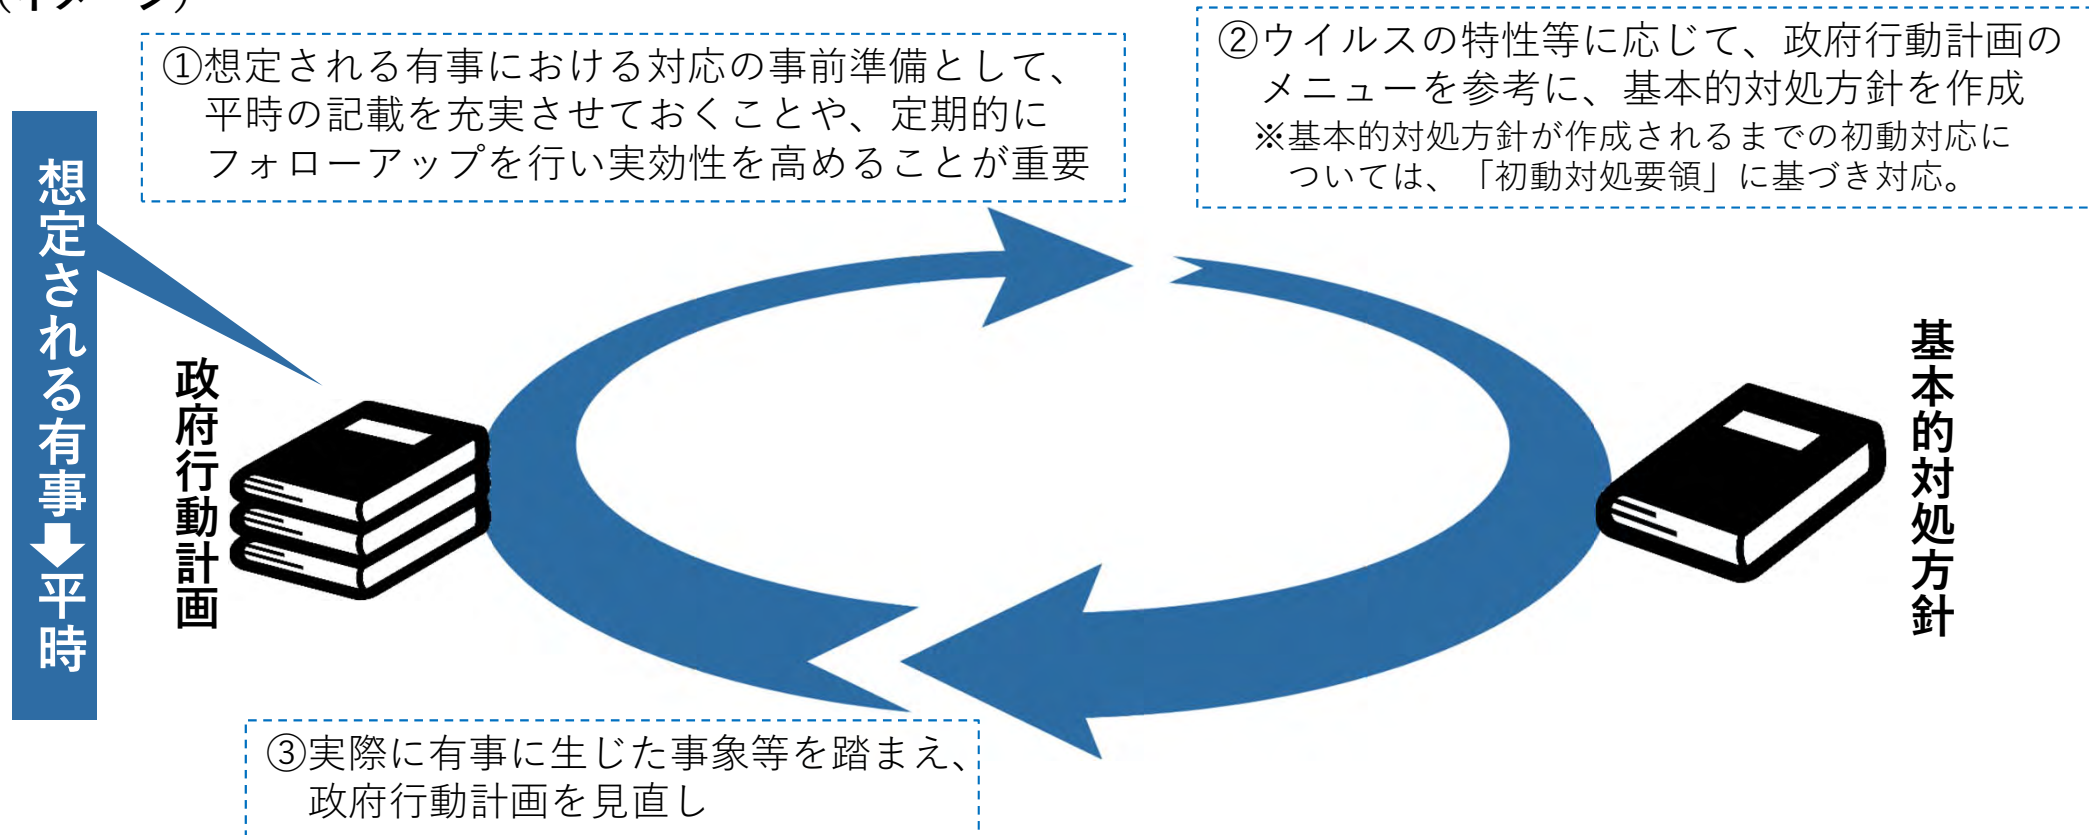 (イメージ)
①想定される有事における対応の事前準備として、
平時の記載を充実させておくことや、定期的に
フォローアップを行い実効性を高めることが重要
②ウイルスの特性等に応じて、政府行動計画の
メニューを参考に、基本的対処方針を作成
※基本的対処方針が作成されるまでの初動対応に
ついては、「初動対処要領」に基づき対応。
想定される有事➡平時
政府行動計画
基本的対処方針
③実際に有事に生じた事象等を踏まえ、
政府行動計画を見直し